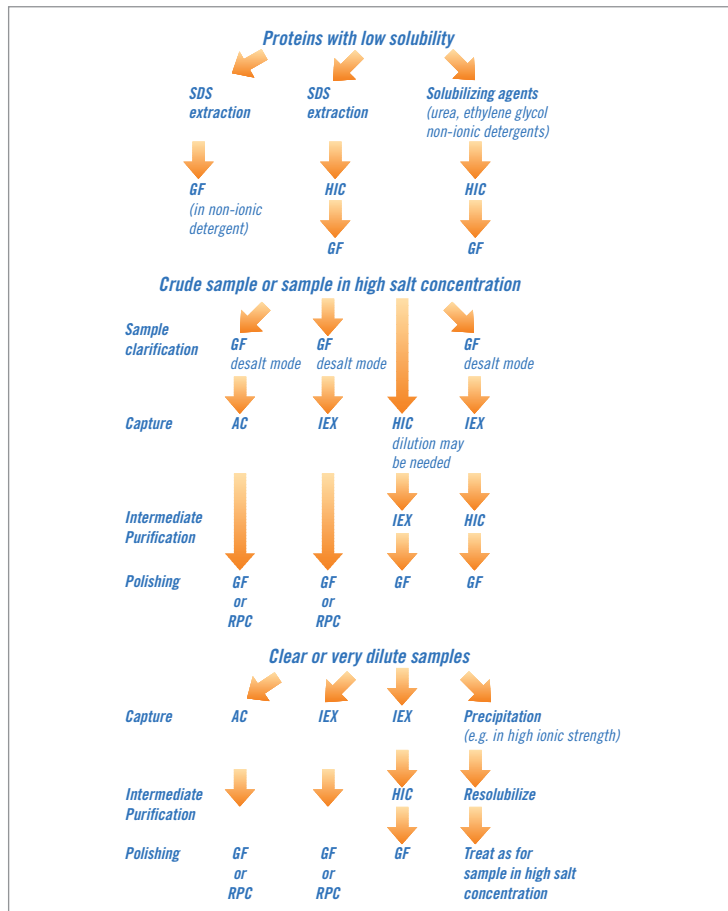 Proteins with low solubility
SDS extraction
SDS extraction
Solubilizing agents
(urea, ethylene glycol
non-ionic detergents)
GF
(in non-ionic
detergent)
HIC
HIC
GF
GF
Crude sample or sample in high salt concentration
Sample
clarification
GF
desalt mode
GF
desalt mode
GF
desalt mode
Capture
AC
IEX
HIC
dilution may
be needed
IEX
Intermediate
Purification
IEX
HIC
Polishing
GF
or
RPC
GF
or
RPC
GF
GF
Clear or very dilute samples
Capture
AC
IEX
IEX
Precipitation
(e.g. in high ionic strength)
Intermediate
Purification
HIC
Resolubilize
Polishing
GF
or
RPC
GF
or
RPC
GF
Treat as for
sample in high salt
concentration